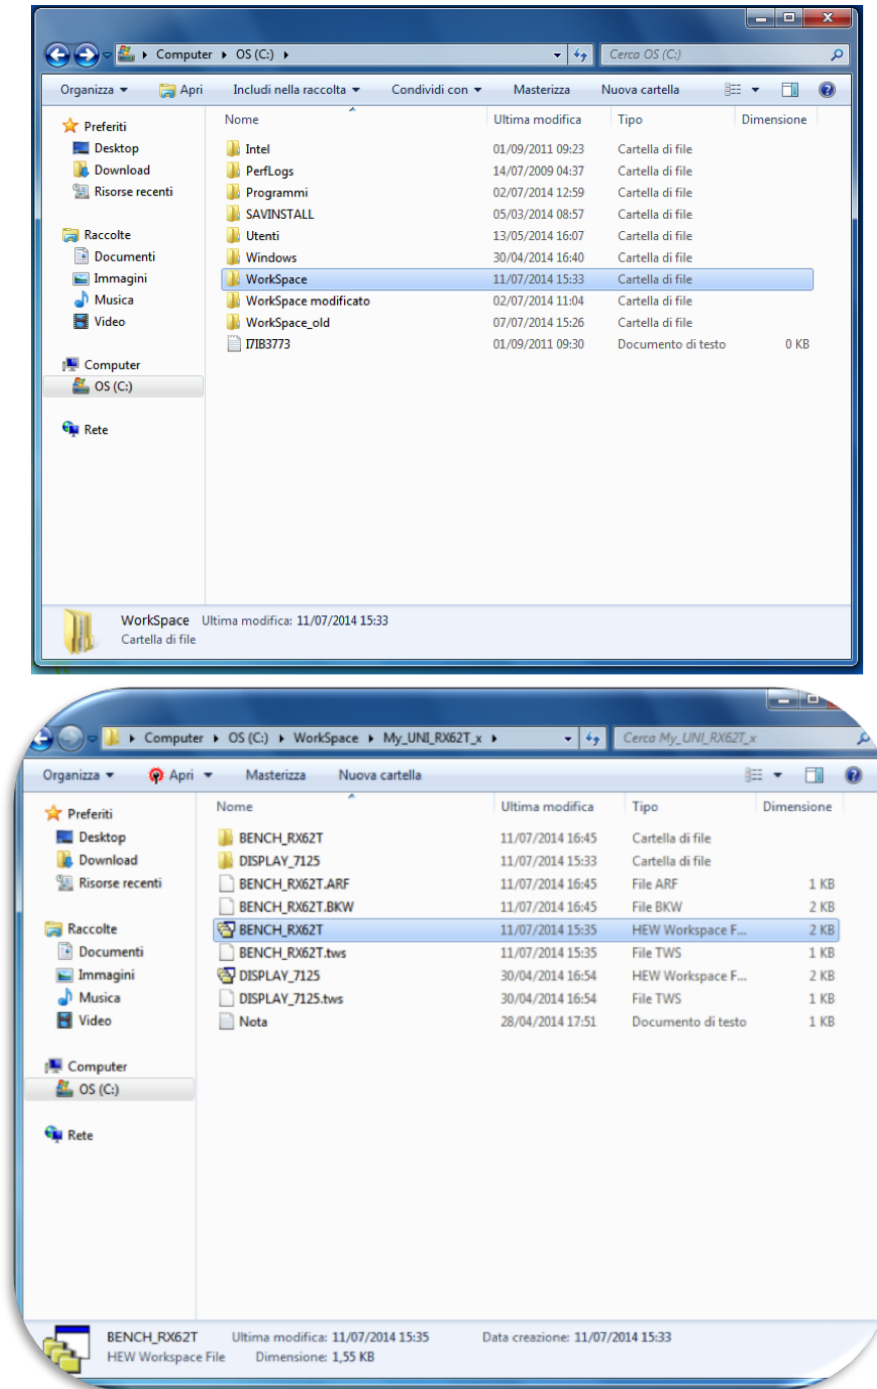 Computer OS (C:) Cerca OS (C:)
Organizza Apri Includi nella raccolta Condividi con Masterizza Nuova cartella
Preferiti
Desktop
Download
Risorse recenti
Raccolte
Documenti
Immagini
Musica
Video
Computer
OS (C:)
Rete
Nome Ultima modifica Tipo Dimensione
Intel 01/09/2011 09:23 Cartella di file
PerfLogs 14/07/2009 04:37 Cartella di file
Programmi 02/07/2014 12:59 Cartella di file
SAVINSTALL 05/03/2014 08:57 Cartella di file
Utenti 13/05/2014 16:07 Cartella di file
Windows 30/04/2014 16:40 Cartella di file
WorkSpace 11/07/2014 15:33 Cartella di file
WorkSpace modificato 02/07/2014 11:04 Cartella di file
WorkSpace_old 07/07/2014 15:26 Cartella di file
I7IB3773 01/09/2011 09:30 Documento di testo 0 KB
WorkSpace Ultima modifica: 11/07/2014 15:33
Cartella di file
Computer OS (C:) WorkSpace My_UNI_RX62T_x Cerca My_UNI_RX62T_x
Organizza Apri Masterizza Nuova cartella
Preferiti
Desktop
Download
Risorse recenti
Raccolte
Documenti
Immagini
Musica
Video
Computer
OS (C:)
Rete
Nome Ultima modifica Tipo Dimensione
BENCH_RX62T 11/07/2014 16:45 Cartella di file
DISPLAY_7125 11/07/2014 15:33 Cartella di file
BENCH_RX62T.ARF 11/07/2014 16:45 File ARF 1 KB
BENCH_RX62T.BKW 11/07/2014 16:45 File BKW 2 KB
BENCH_RX62T 11/07/2014 15:35 HEW Workspace F... 2 KB
BENCH_RX62T.tws 11/07/2014 15:35 File TWS 1 KB
DISPLAY_7125 30/04/2014 16:54 HEW Workspace F... 2 KB
DISPLAY_7125.tws 30/04/2014 16:54 File TWS 1 KB
Nota 28/04/2014 17:51 Documento di testo 1 KB
BENCH_RX62T Ultima modifica: 11/07/2014 15:35 Data creazione: 11/07/2014 15:33
HEW Workspace File Dimensione: 1,55 KB